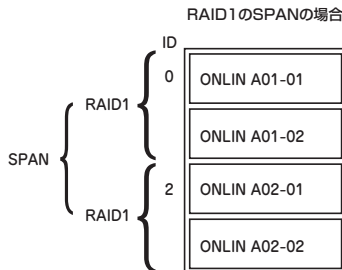 RAID1のSPANの場合
ID
0
ONLIN A01-01
RAID1
ONLIN A01-02
SPAN
2
ONLIN A02-01
RAID1
ONLIN A02-02